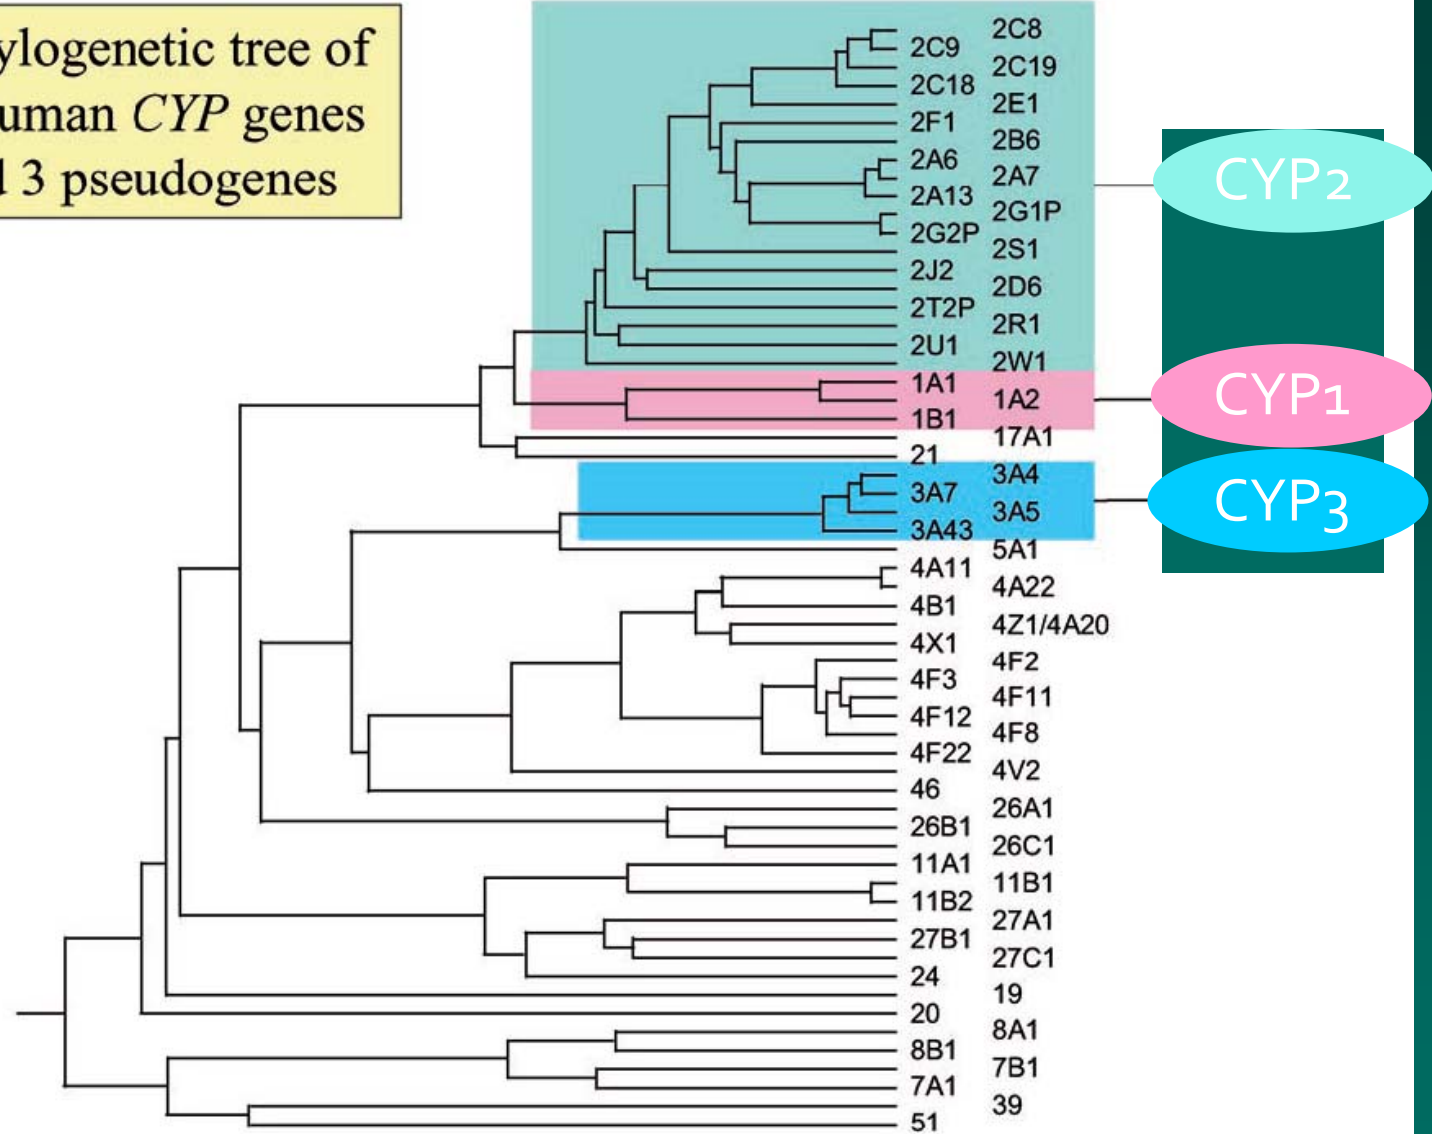 ylogenetic tree of
uman CYP genes
d 3 pseudogenes
2C8
2C9
2C19
2C18
2E1
2F1
2B6
2A6
2A7
2A13
2G1P
2G2P
2S1
2J2
2D6
2T2P
2R1
2U1
2W1
1A1
1A2
1B1
17A1
21
3A4
3A7
3A5
3A43
5A1
4A11
4A22
4B1
4Z1/4A20
4X1
4F2
4F3
4F11
4F12
4F8
4F22
4V2
46
26A1
26B1
26C1
11A1
11B1
11B2
27A1
27B1
27C1
24
19
20
8A1
8B1
7B1
7A1
39
51
CYP2
CYP1
CYP3